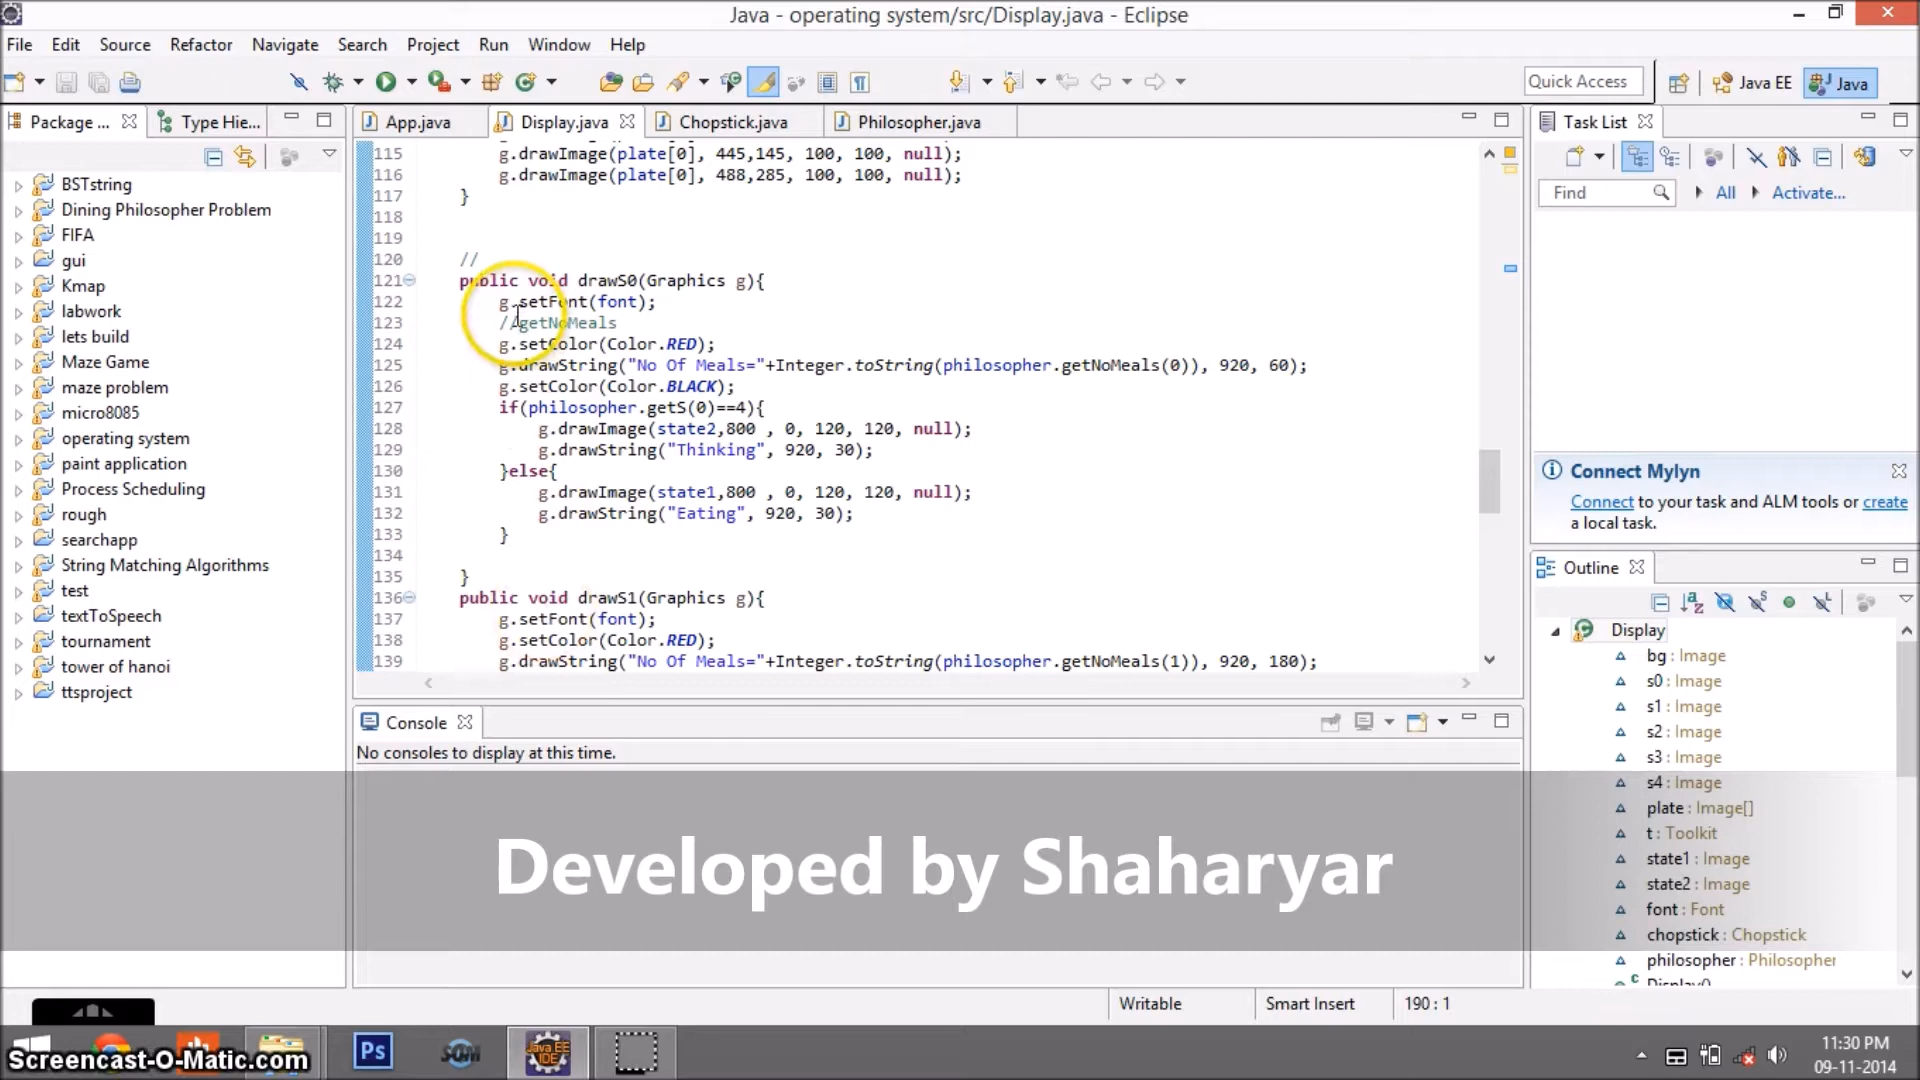 Java - operating system/src/Display.java - Eclipse
File Edit Source Refactor Navigate Search Project Run Window Help
Quick Access
Java EE
Java
Package ...
Type Hie...
App.java
Display.java
Chopstick.java
Philosopher.java
Task List
BSTstring
Dining Philosopher Problem
FIFA
gui
Kmap
labwork
lets build
Maze Game
maze problem
micro8085
operating system
paint application
Process Scheduling
rough
searchapp
String Matching Algorithms
test
textToSpeech
tournament
tower of hanoi
ttsproject
115 g.drawImage(plate[0], 445,145, 100, 100, null);
116 g.drawImage(plate[0], 488,285, 100, 100, null);
117 }
118
119
120 //
121 public void drawS0(Graphics g){
122 g.setFont(font);
123 //getNoMeals
124 g.setColor(Color.RED);
125 g.drawString("No Of Meals="+Integer.toString(philosopher.getNoMeals(0)), 920, 60);
126 g.setColor(Color.BLACK);
127 if(philosopher.getS(0)==4){
128 g.drawImage(state2,800 , 0, 120, 120, null);
129 g.drawString("Thinking", 920, 30);
130 }else{
131 g.drawImage(state1,800 , 0, 120, 120, null);
132 g.drawString("Eating", 920, 30);
133 }
134
135 }
136 public void drawS1(Graphics g){
137 g.setFont(font);
138 g.setColor(Color.RED);
139 g.drawString("No Of Meals="+Integer.toString(philosopher.getNoMeals(1)), 920, 180);
Find
All
Activate...
Connect Mylyn
Connect to your task and ALM tools or create
a local task.
Outline
Display
bg : Image
s0 : Image
s1 : Image
s2 : Image
s3 : Image
s4 : Image
plate : Image[]
t : Toolkit
state1 : Image
state2 : Image
font : Font
chopstick : Chopstick
philosopher : Philosopher
Display()
Console
No consoles to display at this time.
Developed by Shaharyar
Writable
Smart Insert
190 : 1
Screencast-O-Matic.com
Ps
SOM
Java EE
IDE
11:30 PM
09-11-2014